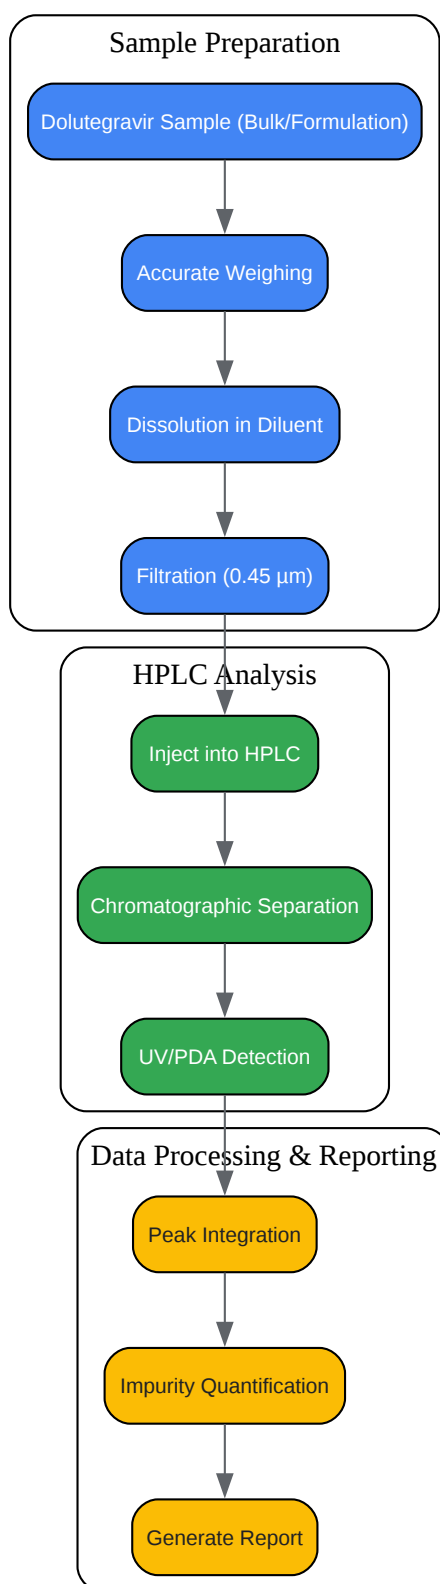 Sample Preparation
Dolutegravir Sample (Bulk/Formulation)
Accurate Weighing
Dissolution in Diluent
Filtration (0.45 µm)
HPLC Analysis
Inject into HPLC
Chromatographic Separation
UV/PDA Detection
Data Processing & Reporting
Peak Integration
Impurity Quantification
Generate Report